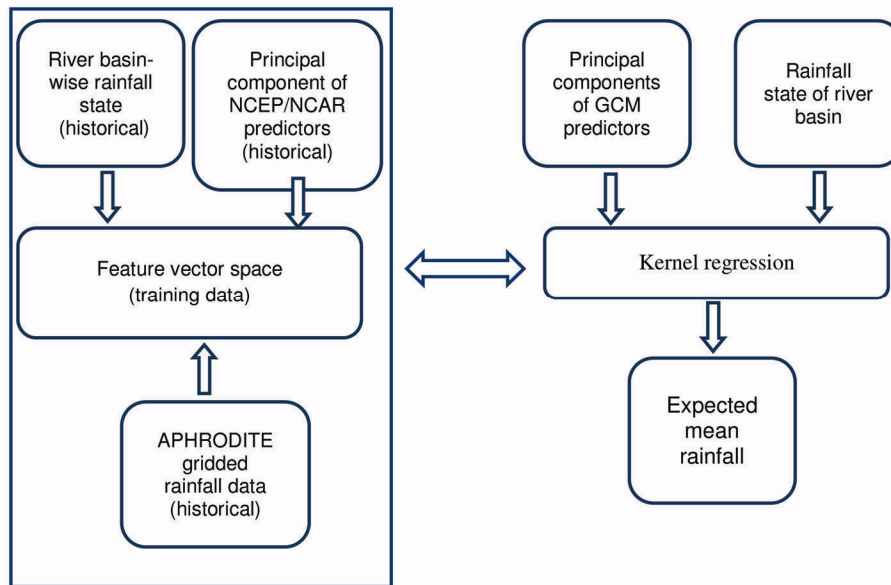 River basin-
wise rainfall
state
(historical)
Principal
component of
NCEP/NCAR
predictors
(historical)
Feature vector space
(training data)
APHRODITE
gridded
rainfall data
(historical)
Principal
components
of GCM
predictors
Rainfall
state of river
basin
Kernel regression
Expected
mean
rainfall